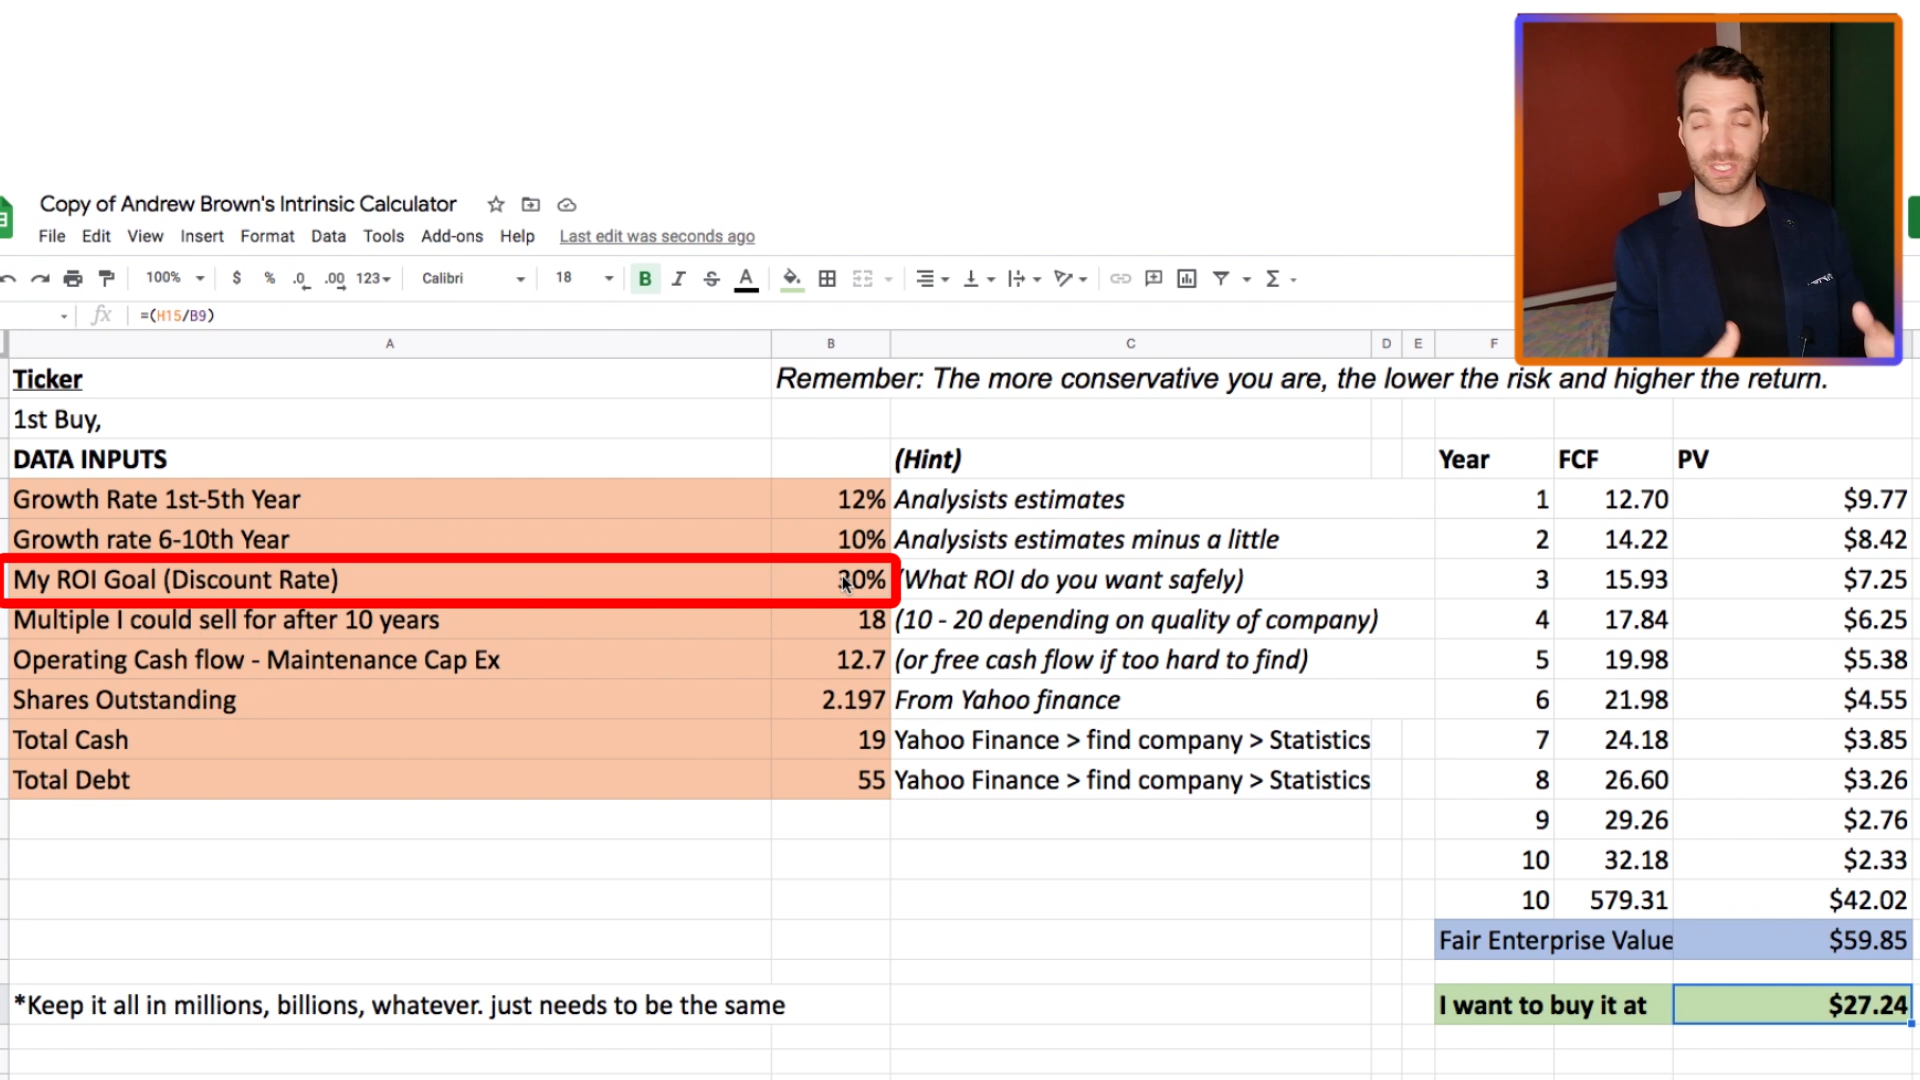 Copy of Andrew Brown's Intrinsic Calculator
File Edit View Insert Format Data Tools Add-ons Help Last edit was seconds ago
100% $ % .0 .00 123 Calibri 18 B I S A Σ
fx =(H15/B9)
A B C D E F
Ticker Remember: The more conservative you are, the lower the risk and higher the return.
1st Buy,
DATA INPUTS (Hint) Year FCF PV
Growth Rate 1st-5th Year 12% Analysists estimates 1 12.70 $9.77
Growth rate 6-10th Year 10% Analysists estimates minus a little 2 14.22 $8.42
My ROI Goal (Discount Rate) 30% (What ROI do you want safely) 3 15.93 $7.25
Multiple I could sell for after 10 years 18 (10 - 20 depending on quality of company) 4 17.84 $6.25
Operating Cash flow - Maintenance Cap Ex 12.7 (or free cash flow if too hard to find) 5 19.98 $5.38
Shares Outstanding 2.197 From Yahoo finance 6 21.98 $4.55
Total Cash 19 Yahoo Finance > find company > Statistics 7 24.18 $3.85
Total Debt 55 Yahoo Finance > find company > Statistics 8 26.60 $3.26
9 29.26 $2.76
10 32.18 $2.33
10 579.31 $42.02
Fair Enterprise Value $59.85
*Keep it all in millions, billions, whatever. just needs to be the same I want to buy it at $27.24